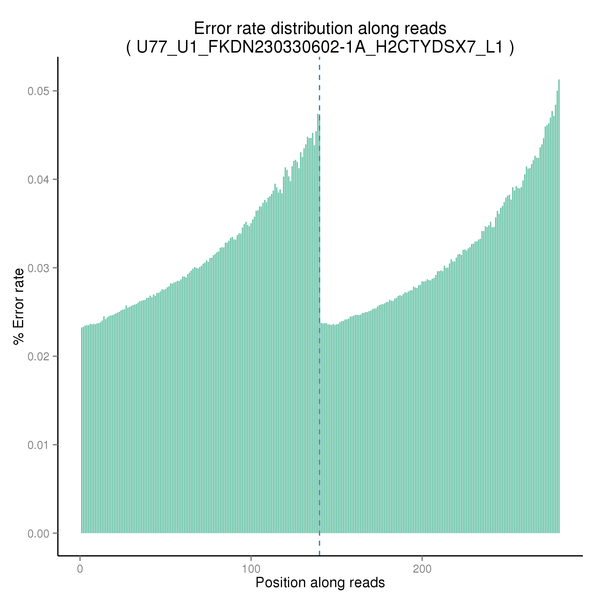 Error rate distribution along reads
( U77_U1_FKDN230330602-1A_H2CTYDSX7_L1 )
% Error rate
0.05
0.04
0.03
0.02
0.01
0.00
0
100
200
Position along reads